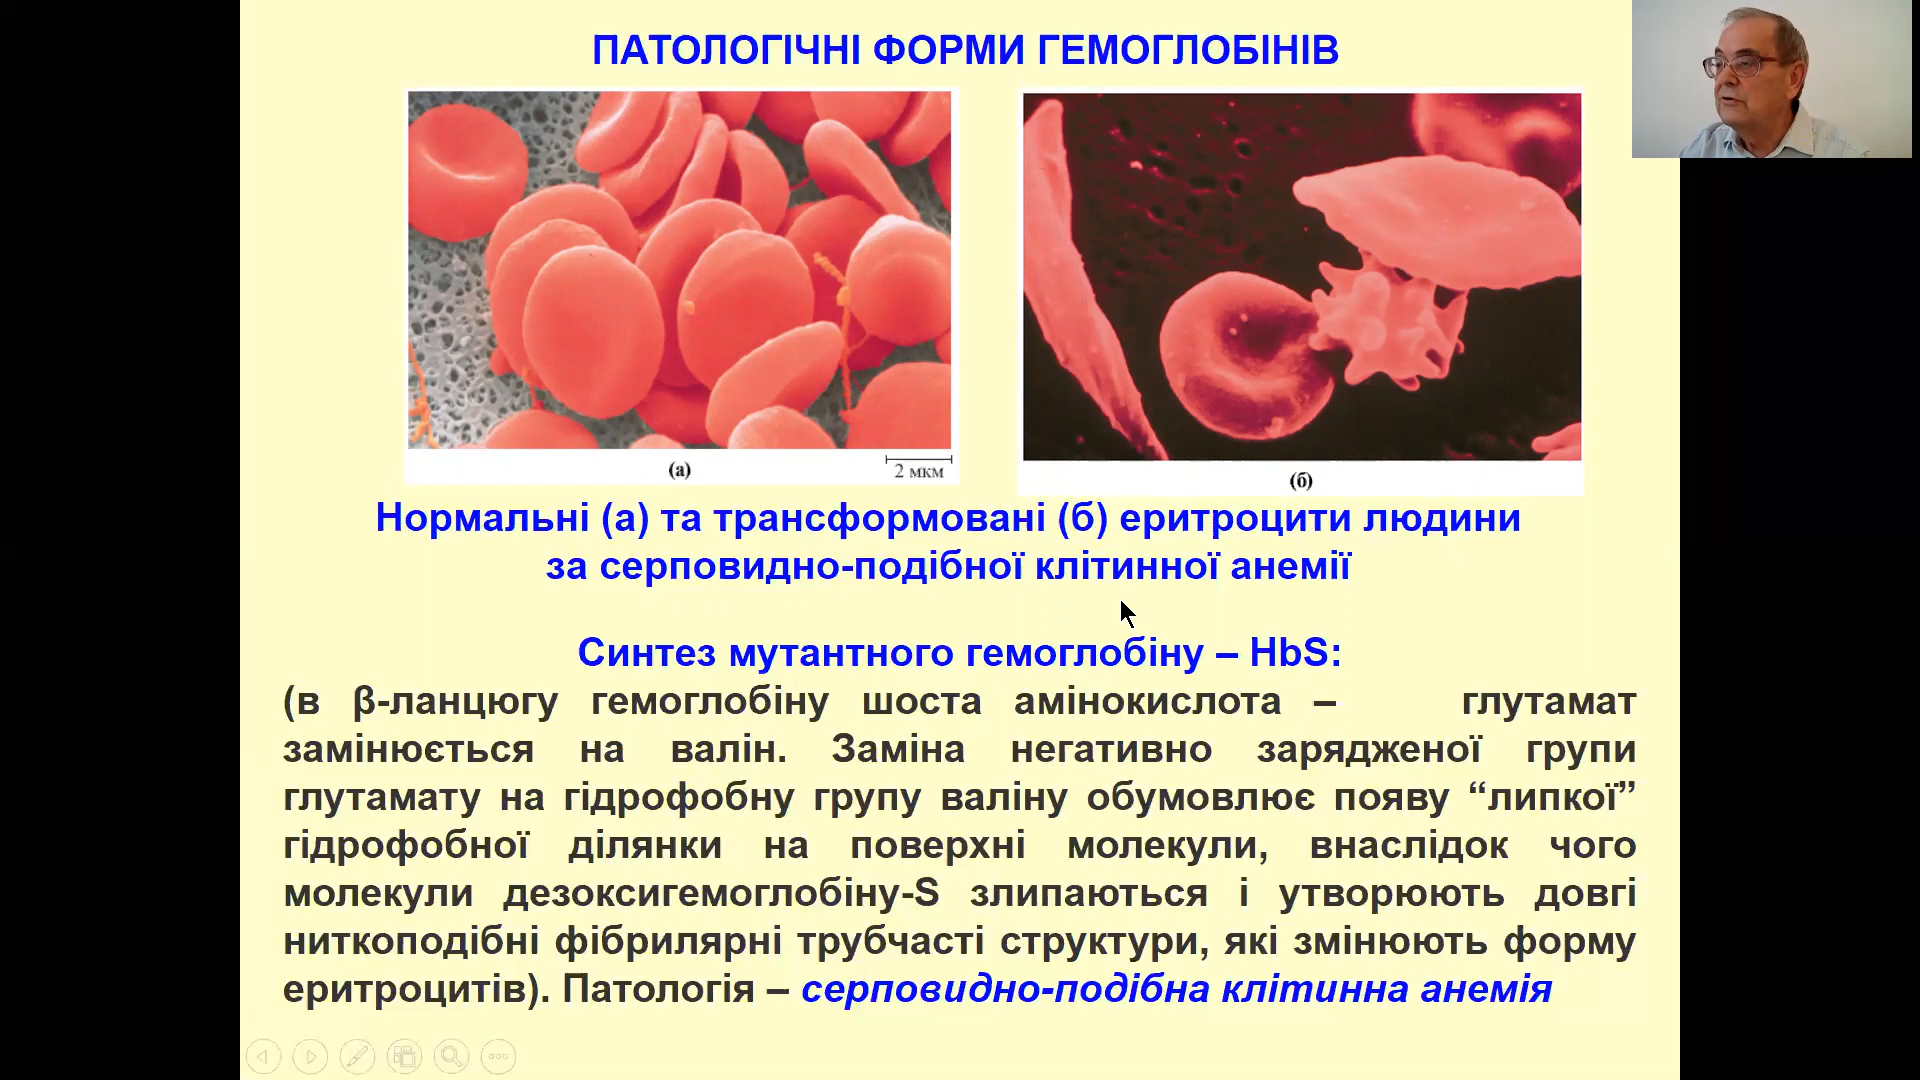 ПАТОЛОГІЧНІ ФОРМИ ГЕМОГЛОБІНІВ
(а)
2 мкм
(б)
Нормальні (а) та трансформовані (б) еритроцити людини
за серповидно-подібної клітинної анемії
Синтез мутантного гемоглобіну – HbS:
(в β-ланцюгу гемоглобіну шоста амінокислота – глутамат
замінюється на валін. Заміна негативно зарядженої групи
глутамату на гідрофобну групу валіну обумовлює появу “липкої”
гідрофобної ділянки на поверхні молекули, внаслідок чого
молекули дезоксигемоглобіну-S злипаються і утворюють довгі
ниткоподібні фібрилярні трубчасті структури, які змінюють форму
еритроцитів). Патологія – серповидно-подібна клітинна анемія